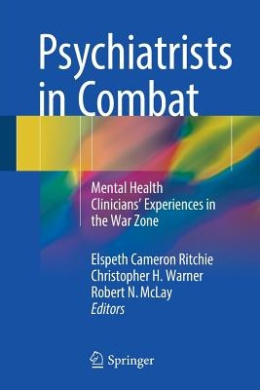 Psychiatrists
in Combat
Mental Health
Clinicians' Experiences in
the War Zone
Elspeth Cameron Ritchie
Christopher H. Warner
Robert N. McLay
Editors
Springer